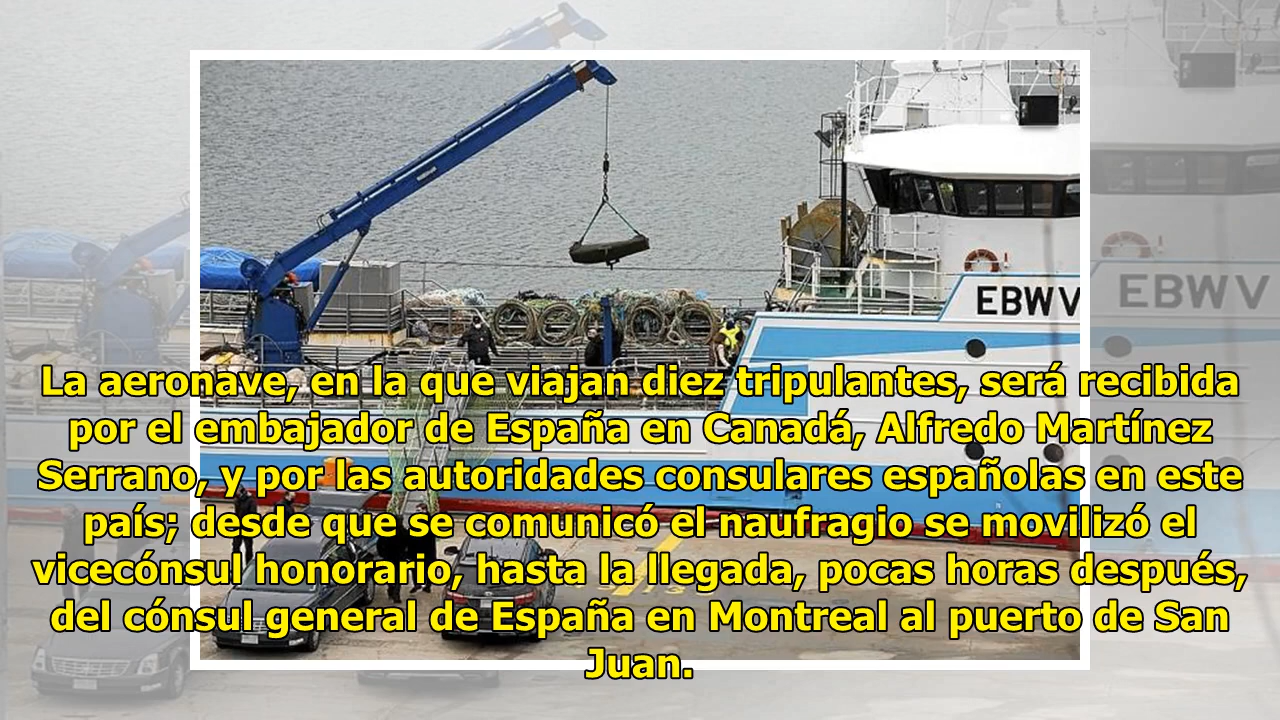 EBWV
EBWV
La aeronave, en la que viajan diez tripulantes, será recibida
por el embajador de España en Canadá, Alfredo Martínez
Serrano, y por las autoridades consulares españolas en este
país; desde que se comunicó el naufragio se movilizó el
vicecónsul honorario, hasta la llegada, pocas horas después,
del cónsul general de España en Montreal al puerto de San
Juan.